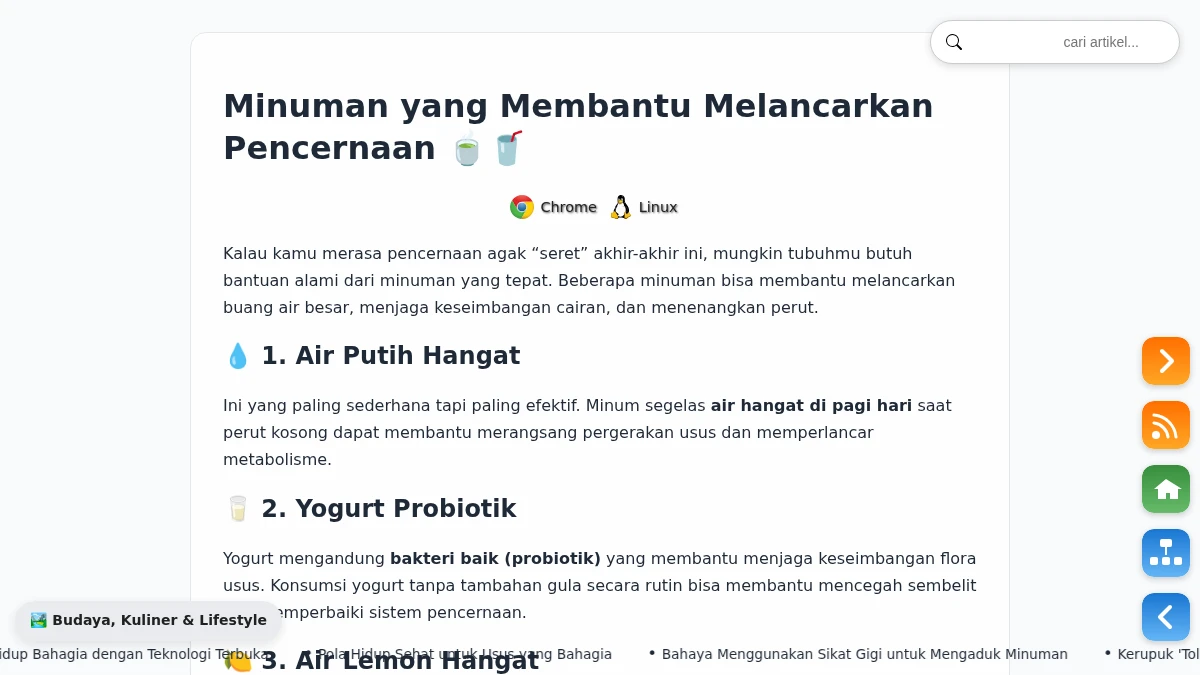 cari artikel...
Minuman yang Membantu Melancarkan
Pencernaan 🍵 🥤
Chrome Linux
Kalau kamu merasa pencernaan agak “seret” akhir-akhir ini, mungkin tubuhmu butuh
bantuan alami dari minuman yang tepat. Beberapa minuman bisa membantu melancarkan
buang air besar, menjaga keseimbangan cairan, dan menenangkan perut.
💧 1. Air Putih Hangat
Ini yang paling sederhana tapi paling efektif. Minum segelas air hangat di pagi hari saat
perut kosong dapat membantu merangsang pergerakan usus dan memperlancar
metabolisme.
🥛 2. Yogurt Probiotik
Yogurt mengandung bakteri baik (probiotik) yang membantu menjaga keseimbangan flora
usus. Konsumsi yogurt tanpa tambahan gula secara rutin bisa membantu mencegah sembelit
emperbaiki sistem pencernaan.
🏞️ Budaya, Kuliner & Lifestyle
🍋 3. Air Lemon Hangat
idup Bahagia dengan Teknologi Terbuka • Pola Hidup Sehat untuk Usus yang Bahagia • Bahaya Menggunakan Sikat Gigi untuk Mengaduk Minuman • Kerupuk 'Tol